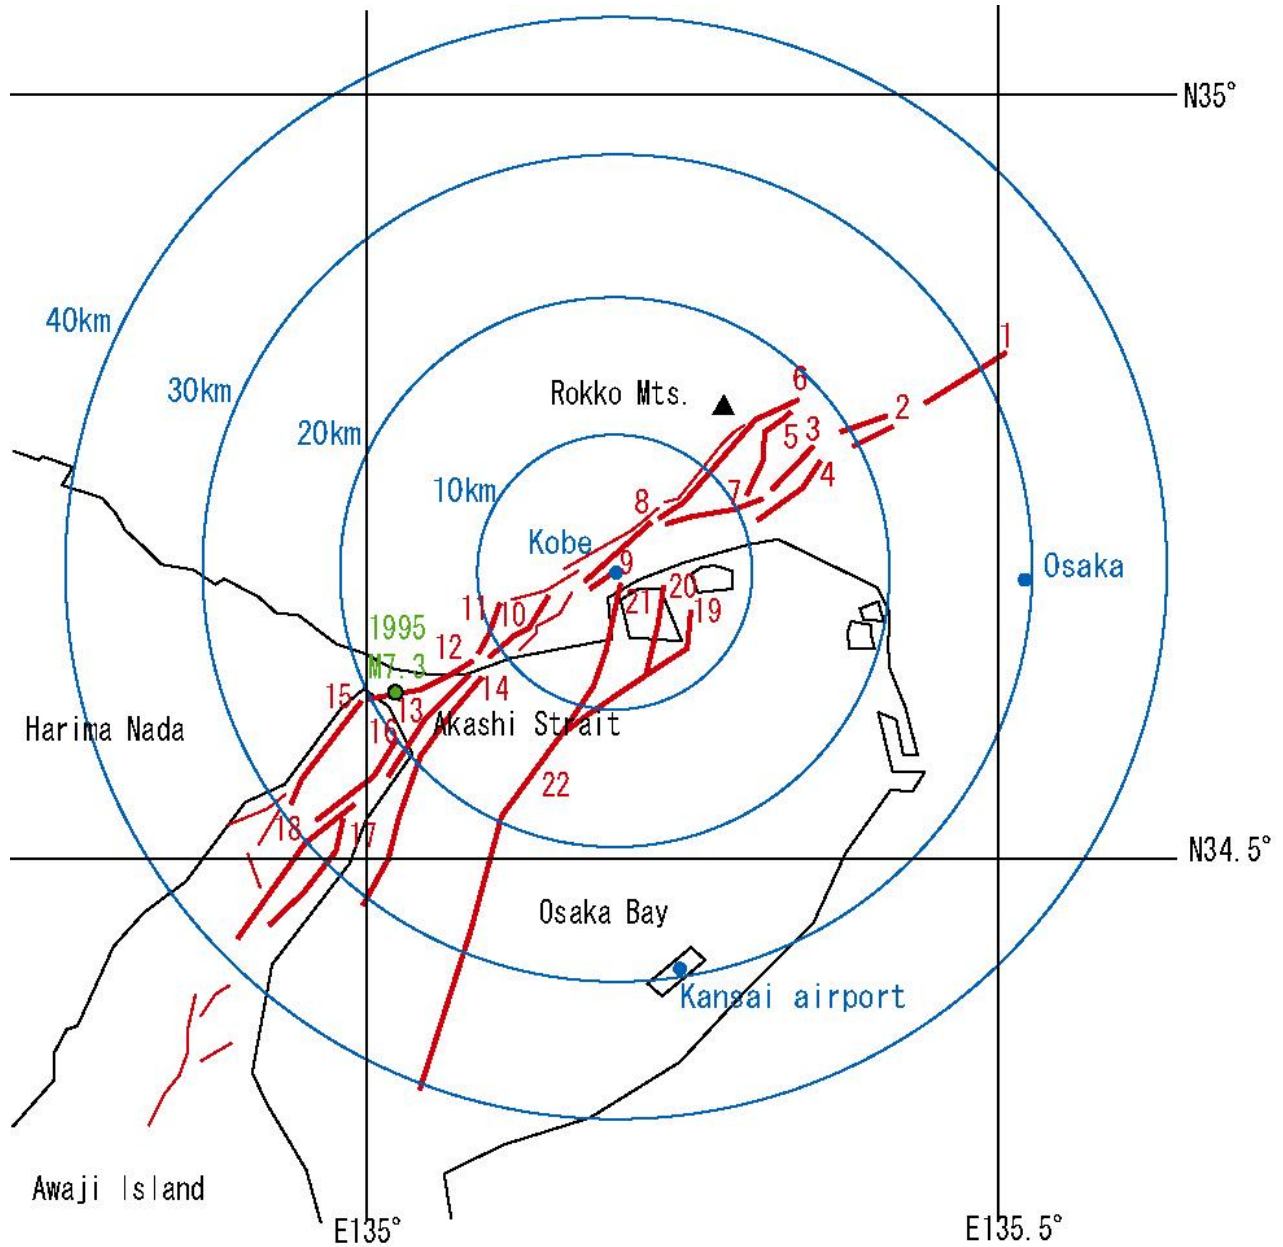 N35°
40km
1
6
30km
Rokko Mts.
2
20km
5
3
4
10km
7
8
Kobe
9
Osaka
20
11
10
21
19
1995
12
M7.3
14
15
13
Akashi Strait
Harima Nada
16
22
18
17
N34.5°
Osaka Bay
Kansai airport
Awaji Island
E135°
E135.5°